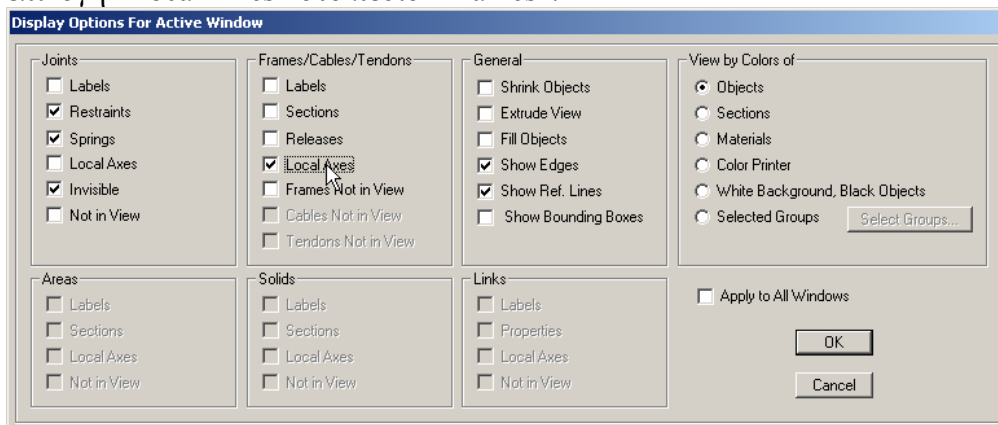 Display Options For Active Window
Joints
Labels
Restraints
Springs
Local Axes
Invisible
Not in View
Frames/Cables/Tendons
Labels
Sections
Releases
Local Axes
Frames Not in View
Cables Not in View
Tendons Not in View
General
Shrink Objects
Extrude View
Fill Objects
Show Edges
Show Ref. Lines
Show Bounding Boxes
View by Colors of
Objects
Sections
Materials
Color Printer
White Background, Black Objects
Selected Groups
Select Groups...
Areas
Labels
Sections
Local Axes
Not in View
Solids
Labels
Sections
Local Axes
Not in View
Links
Labels
Properties
Local Axes
Not in View
Apply to All Windows
OK
Cancel